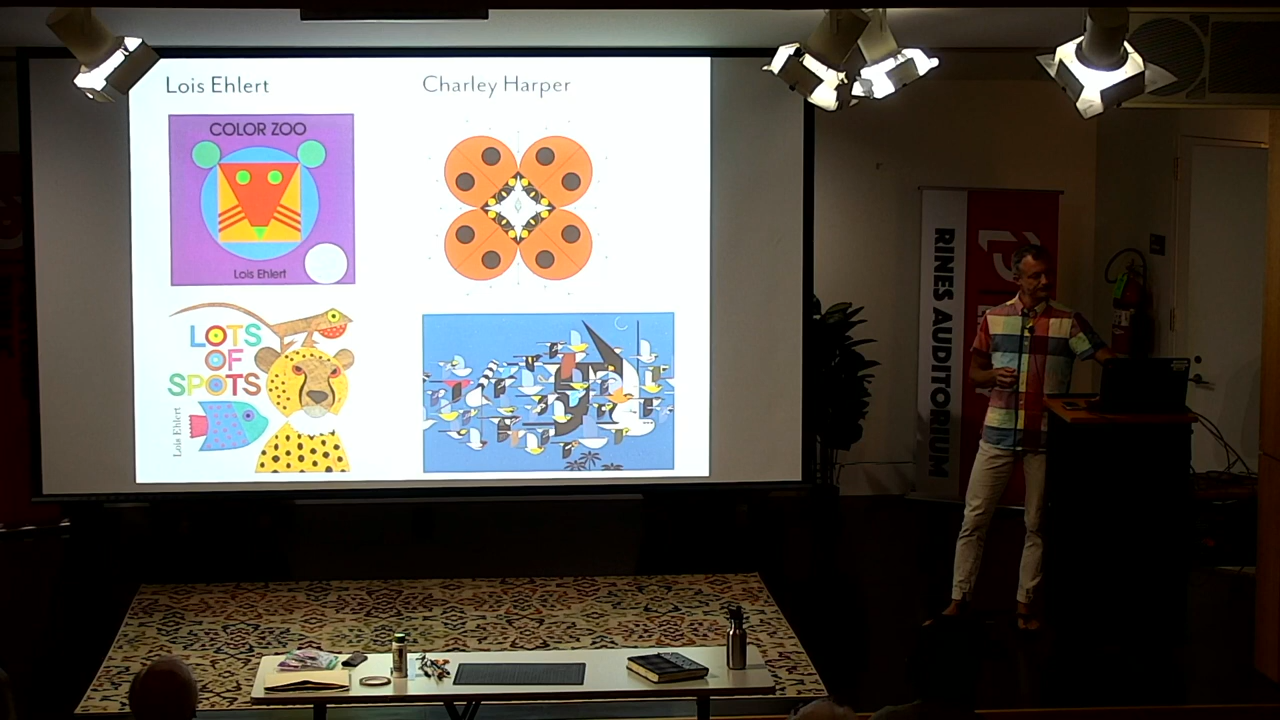 Lois Ehlert
Charley Harper
COLOR ZOO
Lois Ehlert
LOTS
OF
SPOTS
Lois Ehlert
RINES AUDITORIUM